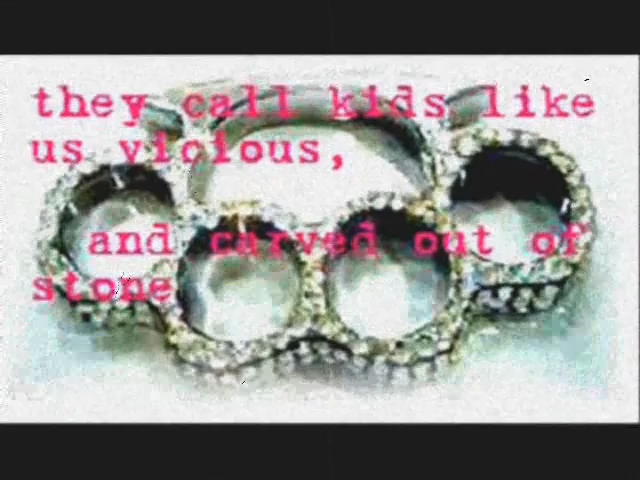 they call kids like
us vicious,
and carved out of
stone